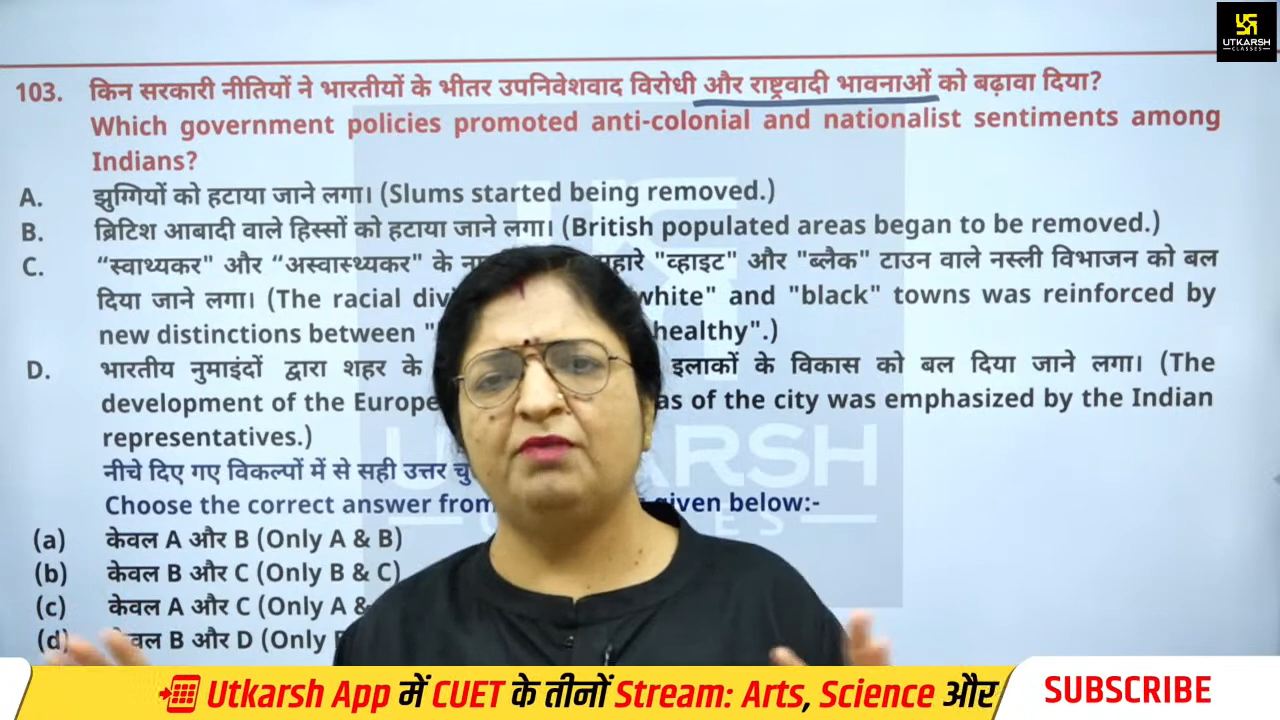 UTKARSH
CLASSES
103. किन सरकारी नीतियों ने भारतीयों के भीतर उपनिवेशवाद विरोधी और राष्ट्रवादी भावनाओं को बढ़ावा दिया?
Which government policies promoted anti-colonial and nationalist sentiments among
Indians?
A. झुग्गियों को हटाया जाने लगा। (Slums started being removed.)
B. ब्रिटिश आबादी वाले हिस्सों को हटाया जाने लगा। (British populated areas began to be removed.)
C. “स्वाथ्यकर" और “अस्वास्थ्यकर" के "व्हाइट" और "ब्लैक" टाउन वाले नस्ली विभाजन को बल
दिया जाने लगा। (The racial white" and "black" towns was reinforced by
new distinctions between healthy".)
D. भारतीय नुमाइंदों द्वारा शहर के इलाकों के विकास को बल दिया जाने लगा। (The
development of the of the city was emphasized by the Indian
representatives.)
नीचे दिए गए विकल्पों में से सही उत्तर
Choose the correct answer from given below:-
(a) केवल A और B (Only A & B)
(b) केवल B और C (Only B & C)
(c) केवल A और C (Only A &
(d) B और D (Only
Utkarsh App में CUET के तीनों Stream: Arts, Science और
SUBSCRIBE